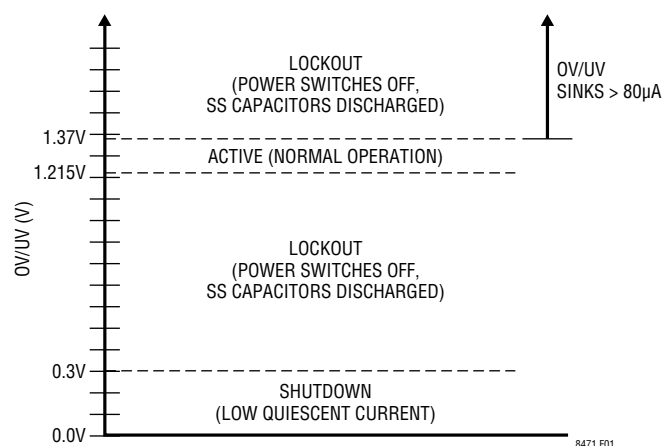 LOCKOUT
(POWER SWITCHES OFF,
SS CAPACITORS DISCHARGED)
OV/UV
SINKS > 80µA
1.37V
ACTIVE (NORMAL OPERATION)
1.215V
OV/UV (V)
LOCKOUT
(POWER SWITCHES OFF,
SS CAPACITORS DISCHARGED)
0.3V
SHUTDOWN
(LOW QUIESCENT CURRENT)
0.0V
8471 F01